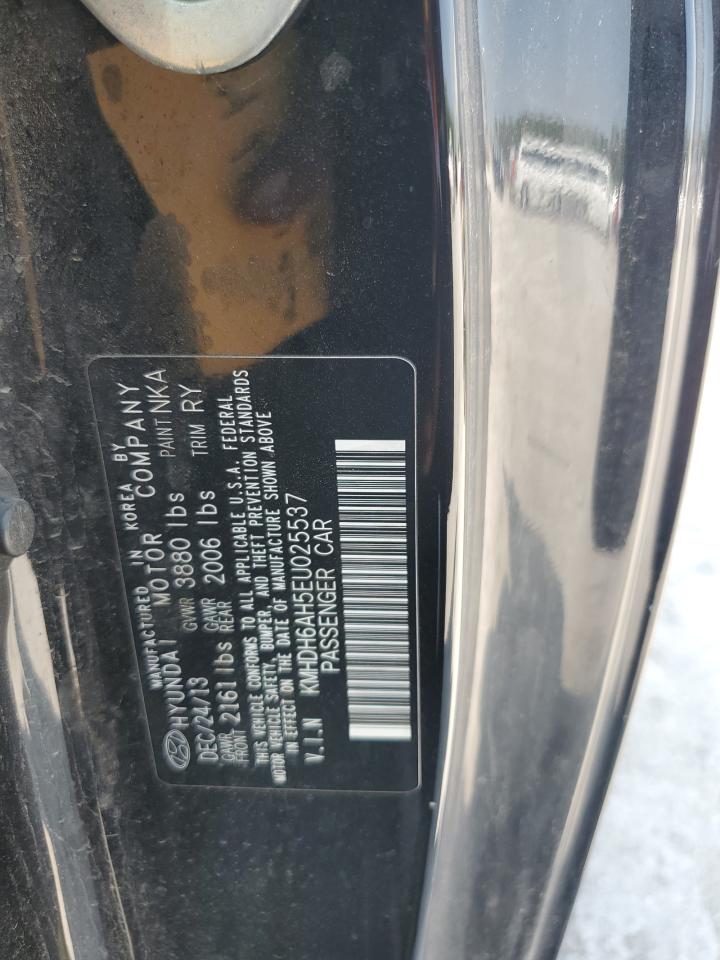 MANUFACTURED IN KOREA BY
HYUNDAI MOTOR COMPANY
DEC/24/13 GVWR 3880 lbs PAINT NKA
GAWR FRONT 2161 lbs GAWR REAR 2006 lbs TRIM RY
THIS VEHICLE CONFORMS TO ALL APPLICABLE U.S.A. FEDERAL
MOTOR VEHICLE SAFETY, BUMPER, AND THEFT PREVENTION STANDARDS
IN EFFECT ON THE DATE OF MANUFACTURE SHOWN ABOVE
V.I.N KMHDH6AH5EU025537
PASSENGER CAR